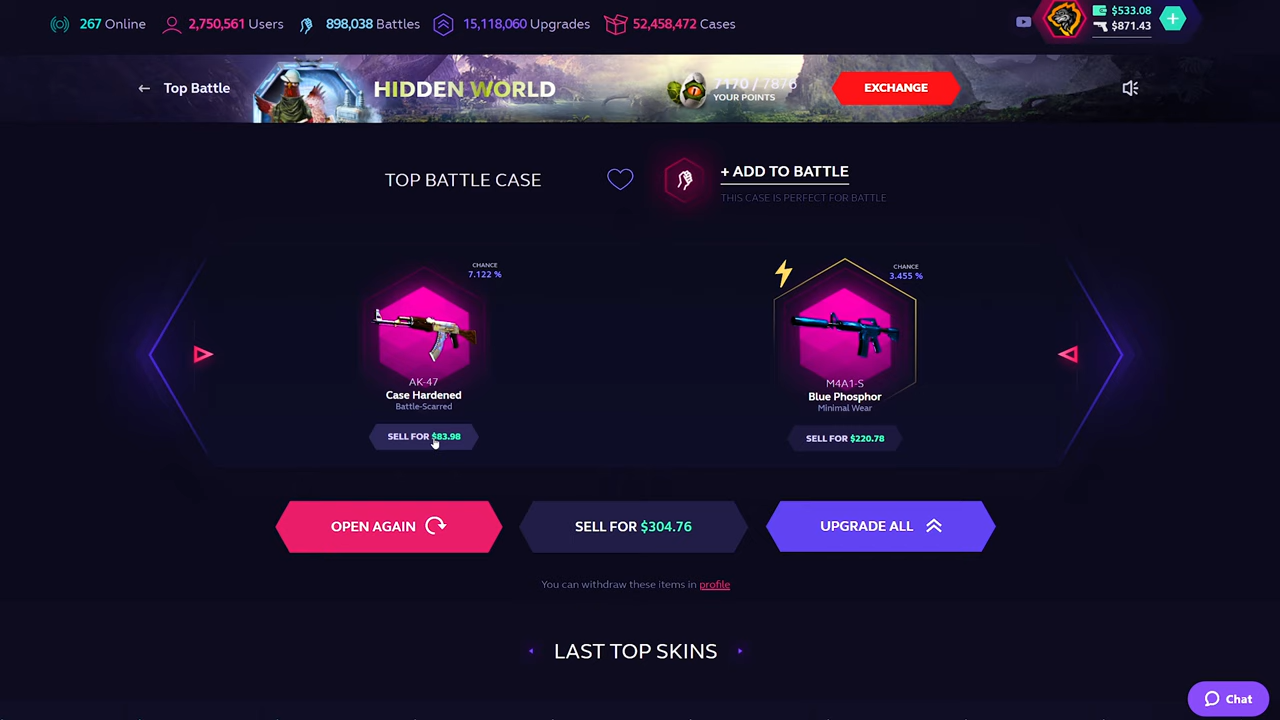 267 Online
2,750,561 Users
898,038 Battles
15,118,060 Upgrades
52,458,472 Cases
$533.08
$871.43
Top Battle
HIDDEN WORLD
7170 / 7876
YOUR POINTS
EXCHANGE
TOP BATTLE CASE
+ ADD TO BATTLE
THIS CASE IS PERFECT FOR BATTLE
CHANCE
7.122 %
AK-47
Case Hardened
Battle-Scarred
SELL FOR $83.98
CHANCE
3.455 %
M4A1-S
Blue Phosphor
Minimal Wear
SELL FOR $220.78
OPEN AGAIN
SELL FOR $304.76
UPGRADE ALL
You can withdraw these items in profile
LAST TOP SKINS
Chat